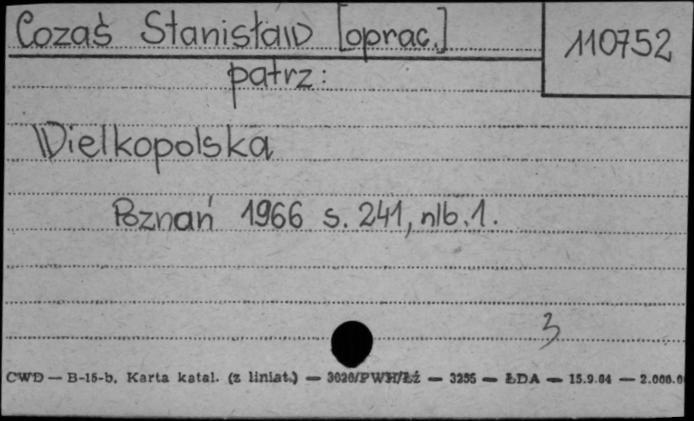 Cozaś Stanisław [oprac.]
110752
patrz:
Wielkopolska
Poznań 1966 s. 241, nlb. 1.
3
CWD — B-15-b. Karta katal. (z liniat.) — 3626/PWH/Łź — 3255 — ŁDA — 15.9.64 — 2.000.0